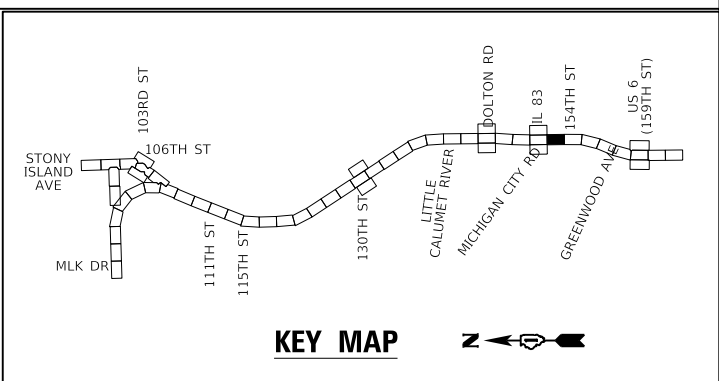 103RD ST
106TH ST
STONY
ISLAND
AVE
MLK DR
111TH ST
115TH ST
130TH ST
LITTLE
CALUMET RIVER
DOLTON RD
MICHIGAN CITY RD
IL 83
154TH ST
GREENWOOD AVE
US 6
(159TH ST)
KEY MAP
N